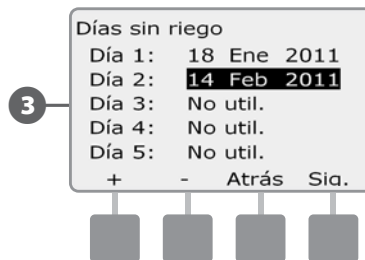 Días sin riego
Día 1: 18 Ene 2011
Día 2: 14 Feb 2011
3
Día 3: No util.
Día 4: No util.
Día 5: No util.
+ - Atrás Sig.